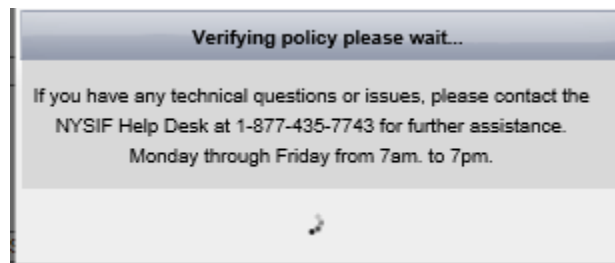 Verifying policy please wait...
If you have any technical questions or issues, please contact the
NYSIF Help Desk at 1-877-435-7743 for further assistance.
Monday through Friday from 7am. to 7pm.